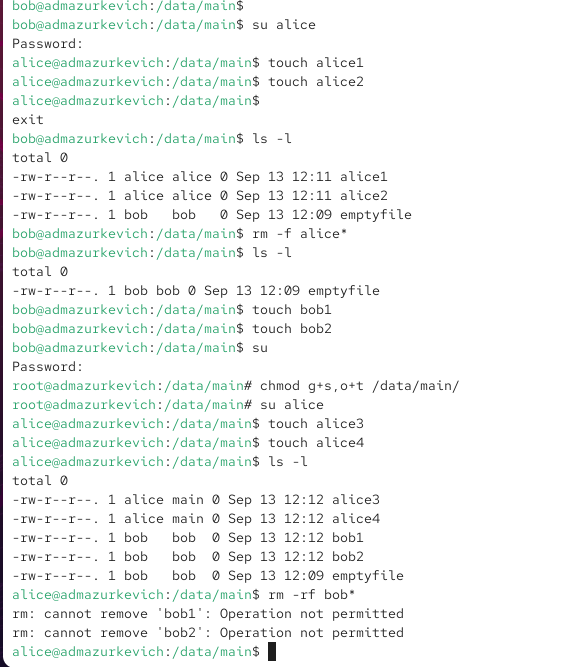 bob@admazurkevich:/data/main$
bob@admazurkevich:/data/main$ su alice
Password:
alice@admazurkevich:/data/main$ touch alice1
alice@admazurkevich:/data/main$ touch alice2
alice@admazurkevich:/data/main$
exit
bob@admazurkevich:/data/main$ ls -l
total 0
-rw-r--r--. 1 alice alice 0 Sep 13 12:11 alice1
-rw-r--r--. 1 alice alice 0 Sep 13 12:11 alice2
-rw-r--r--. 1 bob   bob   0 Sep 13 12:09 emptyfile
bob@admazurkevich:/data/main$ rm -f alice*
bob@admazurkevich:/data/main$ ls -l
total 0
-rw-r--r--. 1 bob bob 0 Sep 13 12:09 emptyfile
bob@admazurkevich:/data/main$ touch bob1
bob@admazurkevich:/data/main$ touch bob2
bob@admazurkevich:/data/main$ su
Password:
root@admazurkevich:/data/main# chmod g+s,o+t /data/main/
root@admazurkevich:/data/main# su alice
alice@admazurkevich:/data/main$ touch alice3
alice@admazurkevich:/data/main$ touch alice4
alice@admazurkevich:/data/main$ ls -l
total 0
-rw-r--r--. 1 alice main 0 Sep 13 12:12 alice3
-rw-r--r--. 1 alice main 0 Sep 13 12:12 alice4
-rw-r--r--. 1 bob   bob  0 Sep 13 12:12 bob1
-rw-r--r--. 1 bob   bob  0 Sep 13 12:12 bob2
-rw-r--r--. 1 bob   bob  0 Sep 13 12:09 emptyfile
alice@admazurkevich:/data/main$ rm -rf bob*
rm: cannot remove 'bob1': Operation not permitted
rm: cannot remove 'bob2': Operation not permitted
alice@admazurkevich:/data/main$